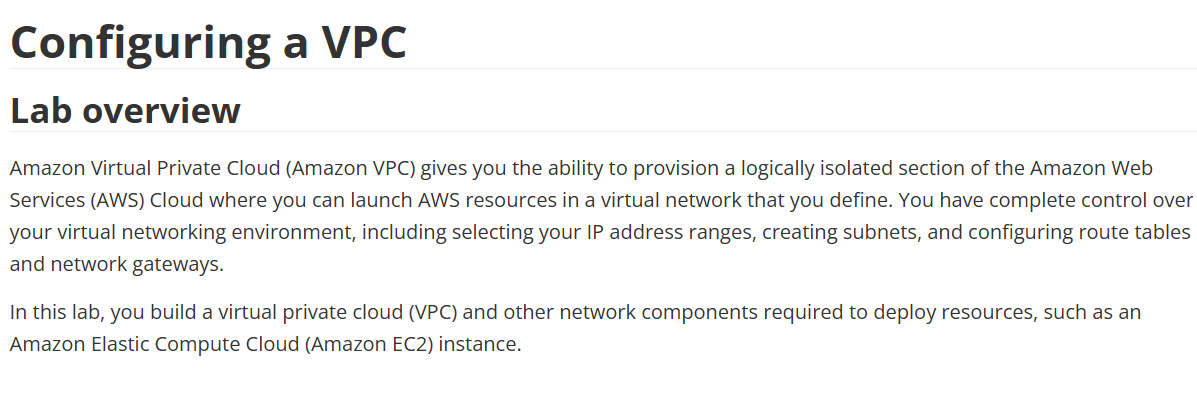 Configuring a VPC
Lab overview
Amazon Virtual Private Cloud (Amazon VPC) gives you the ability to provision a logically isolated section of the Amazon Web
Services (AWS) Cloud where you can launch AWS resources in a virtual network that you define. You have complete control over
your virtual networking environment, including selecting your IP address ranges, creating subnets, and configuring route tables
and network gateways.
In this lab, you build a virtual private cloud (VPC) and other network components required to deploy resources, such as an
Amazon Elastic Compute Cloud (Amazon EC2) instance.